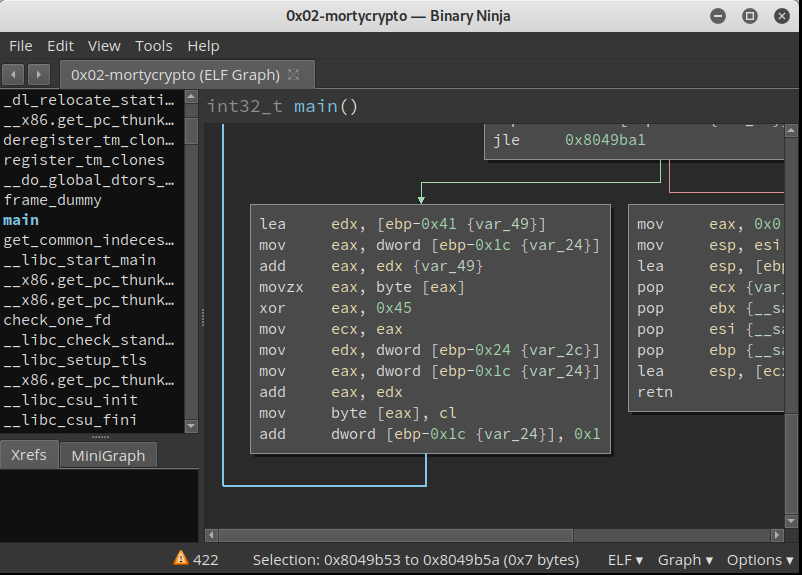 0x02-mortycrypto — Binary Ninja
File Edit View Tools Help
0x02-mortycrypto (ELF Graph)
_dl_relocate_stati…
__x86.get_pc_thunk…
deregister_tm_clon…
register_tm_clones
__do_global_dtors_…
frame_dummy
main
get_common_indeces…
__libc_start_main
__x86.get_pc_thunk…
__x86.get_pc_thunk…
check_one_fd
__libc_check_stand…
__libc_setup_tls
__x86.get_pc_thunk…
__libc_csu_init
__libc_csu_fini
Xrefs MiniGraph
int32_t main()
jle 0x8049ba1
lea edx, [ebp-0x41 {var_49}]
mov eax, dword [ebp-0x1c {var_24}]
add eax, edx {var_49}
movzx eax, byte [eax]
xor eax, 0x45
mov ecx, eax
mov edx, dword [ebp-0x24 {var_2c}]
mov eax, dword [ebp-0x1c {var_24}]
add eax, edx
mov byte [eax], cl
add dword [ebp-0x1c {var_24}], 0x1
mov eax, 0x0
mov esp, esi
lea esp, [ebp
pop ecx {var_
pop ebx {__sa
pop esi {__sa
pop ebp {__sa
lea esp, [ecx
retn
422 Selection: 0x8049b53 to 0x8049b5a (0x7 bytes) ELF ▾ Graph ▾ Options ▾